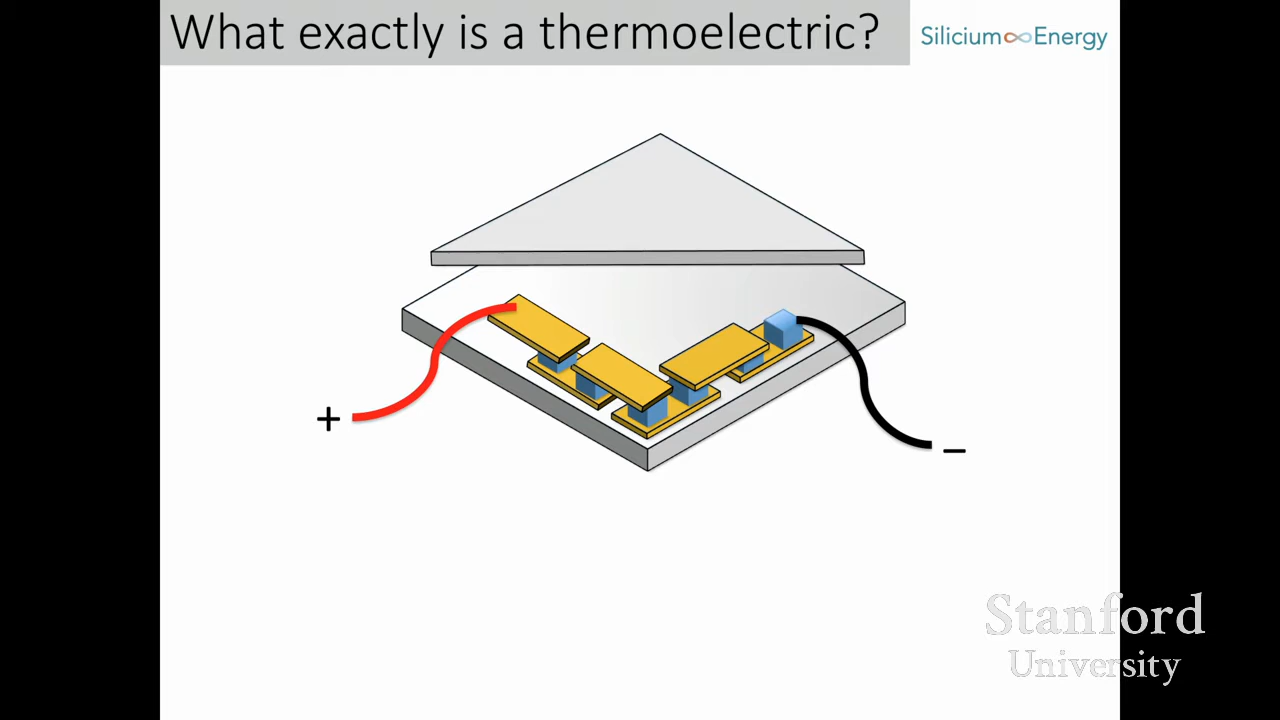 What exactly is a thermoelectric?
Silicium∞Energy
+
–
Stanford
University